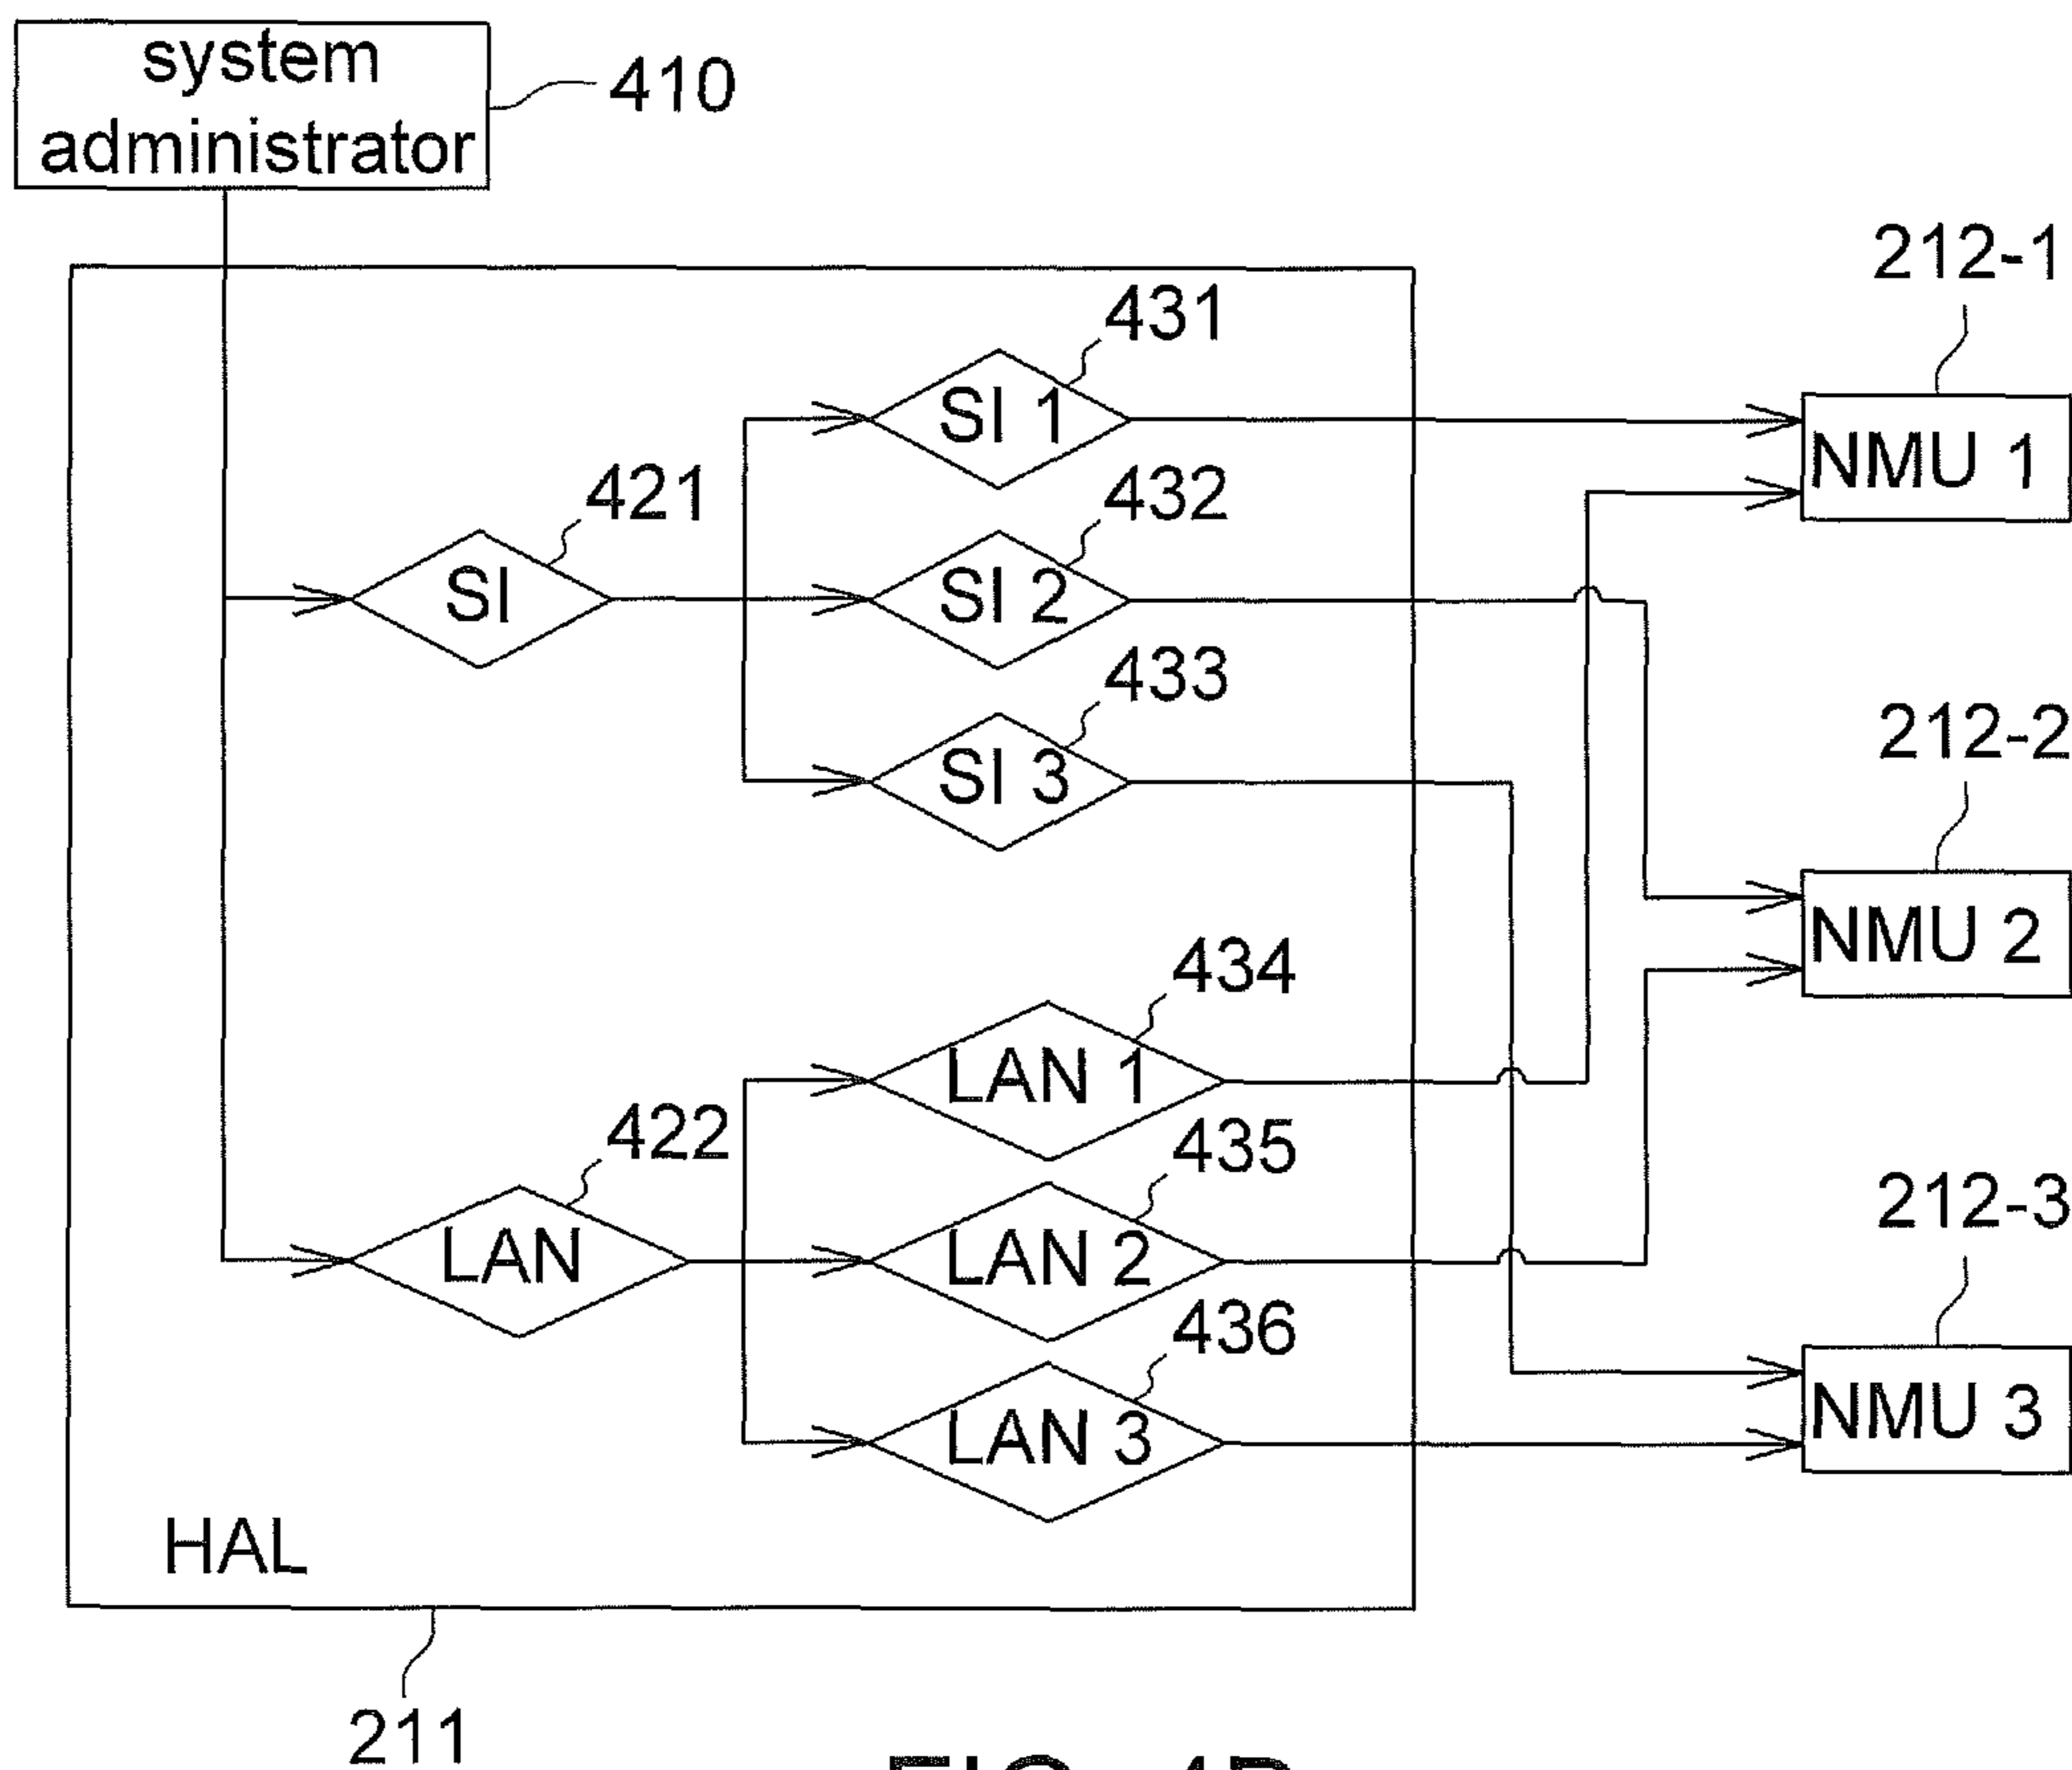 system
administrator
410
212-1
431
SI 1
NMU 1
421
432
SI
SI 2
433
SI 3
212-2
NMU 2
434
LAN 1
422
435
LAN
LAN 2
212-3
436
LAN 3
NMU 3
HAL
211